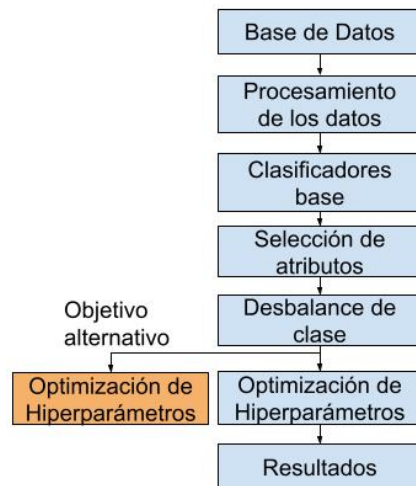 Base de Datos
Procesamiento
de los datos
Clasificadores
base
Selección de
atributos
Desbalance de
clase
Objetivo
alternativo
Optimización de
Hiperparámetros
Optimización de
Hiperparámetros
Resultados